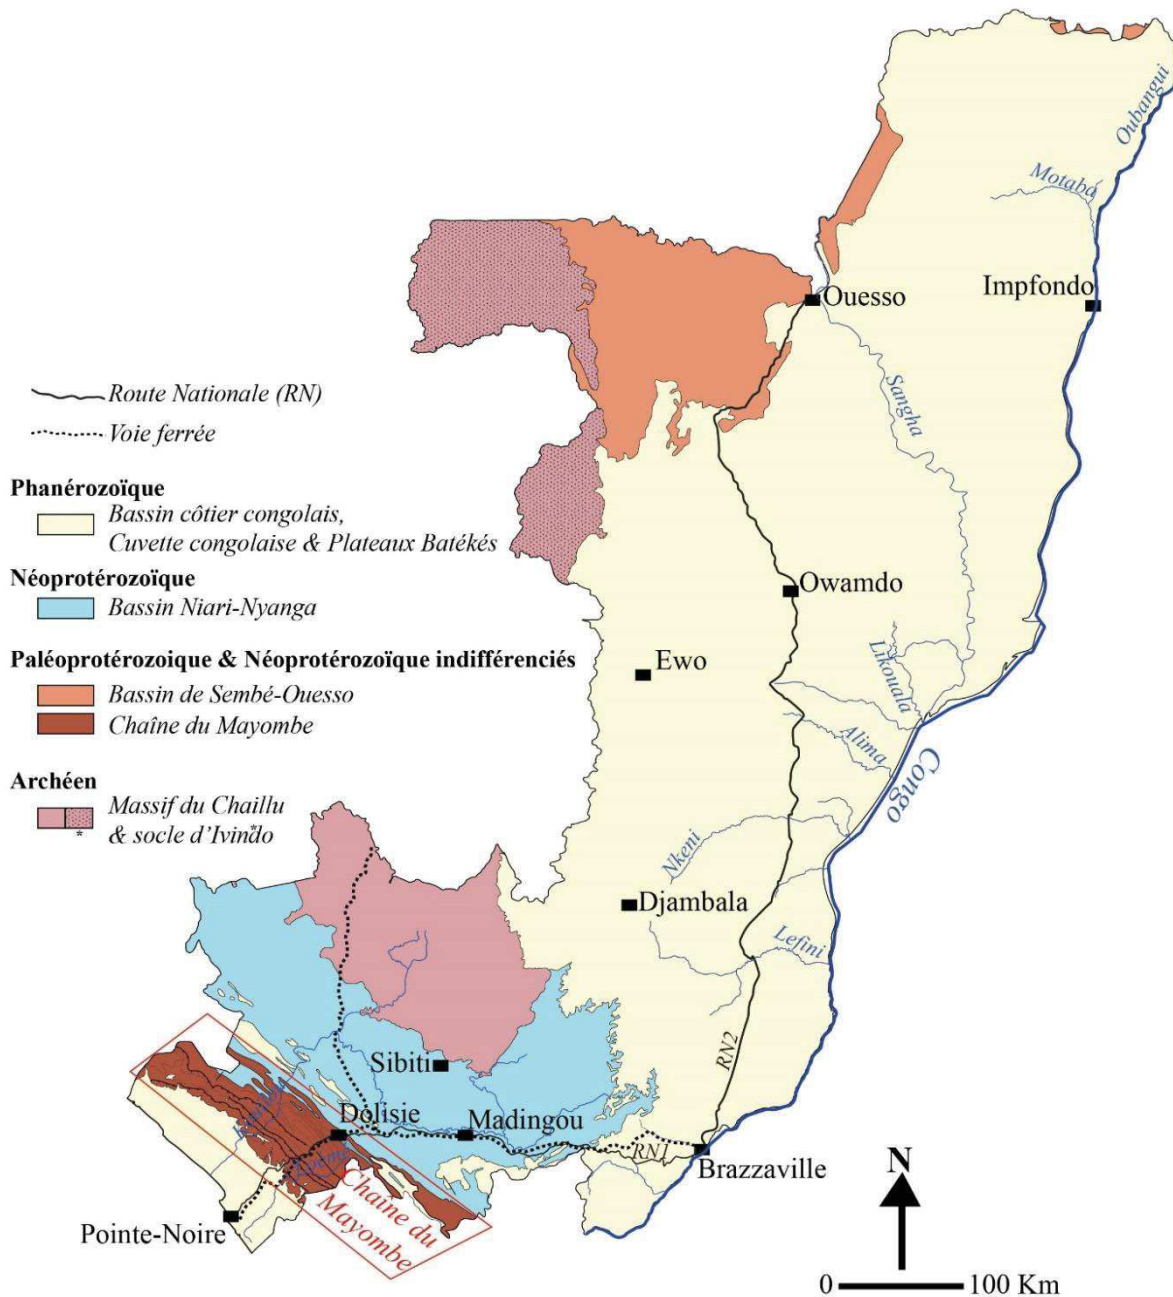 Oubangui
Motaba
Ouesso
Impfondo
Sangha
Route Nationale (RN)
Voie ferrée
Phanérozoïque
Bassin côtier congolais,
Cuvette congolaise & Plateaux Batékés
Néoprotérozoïque
Bassin Niari-Nyanga
Paléoprotérozoique & Néoprotérozoïque indifférenciés
Bassin de Sembé-Ouesso
Chaîne du Mayombe
Archéen
Massif du Chaillu
& socle d'Ivindo
*
*
Owamdo
Ewo
Likouala
Alima
Congo
Nkeni
Djambala
Lefini
RN2
Sibiti
Dolisie
Madingou
RN1
Brazzaville
Loémé
Chaîne du
Mayombe
Pointe-Noire
N
0
100 Km